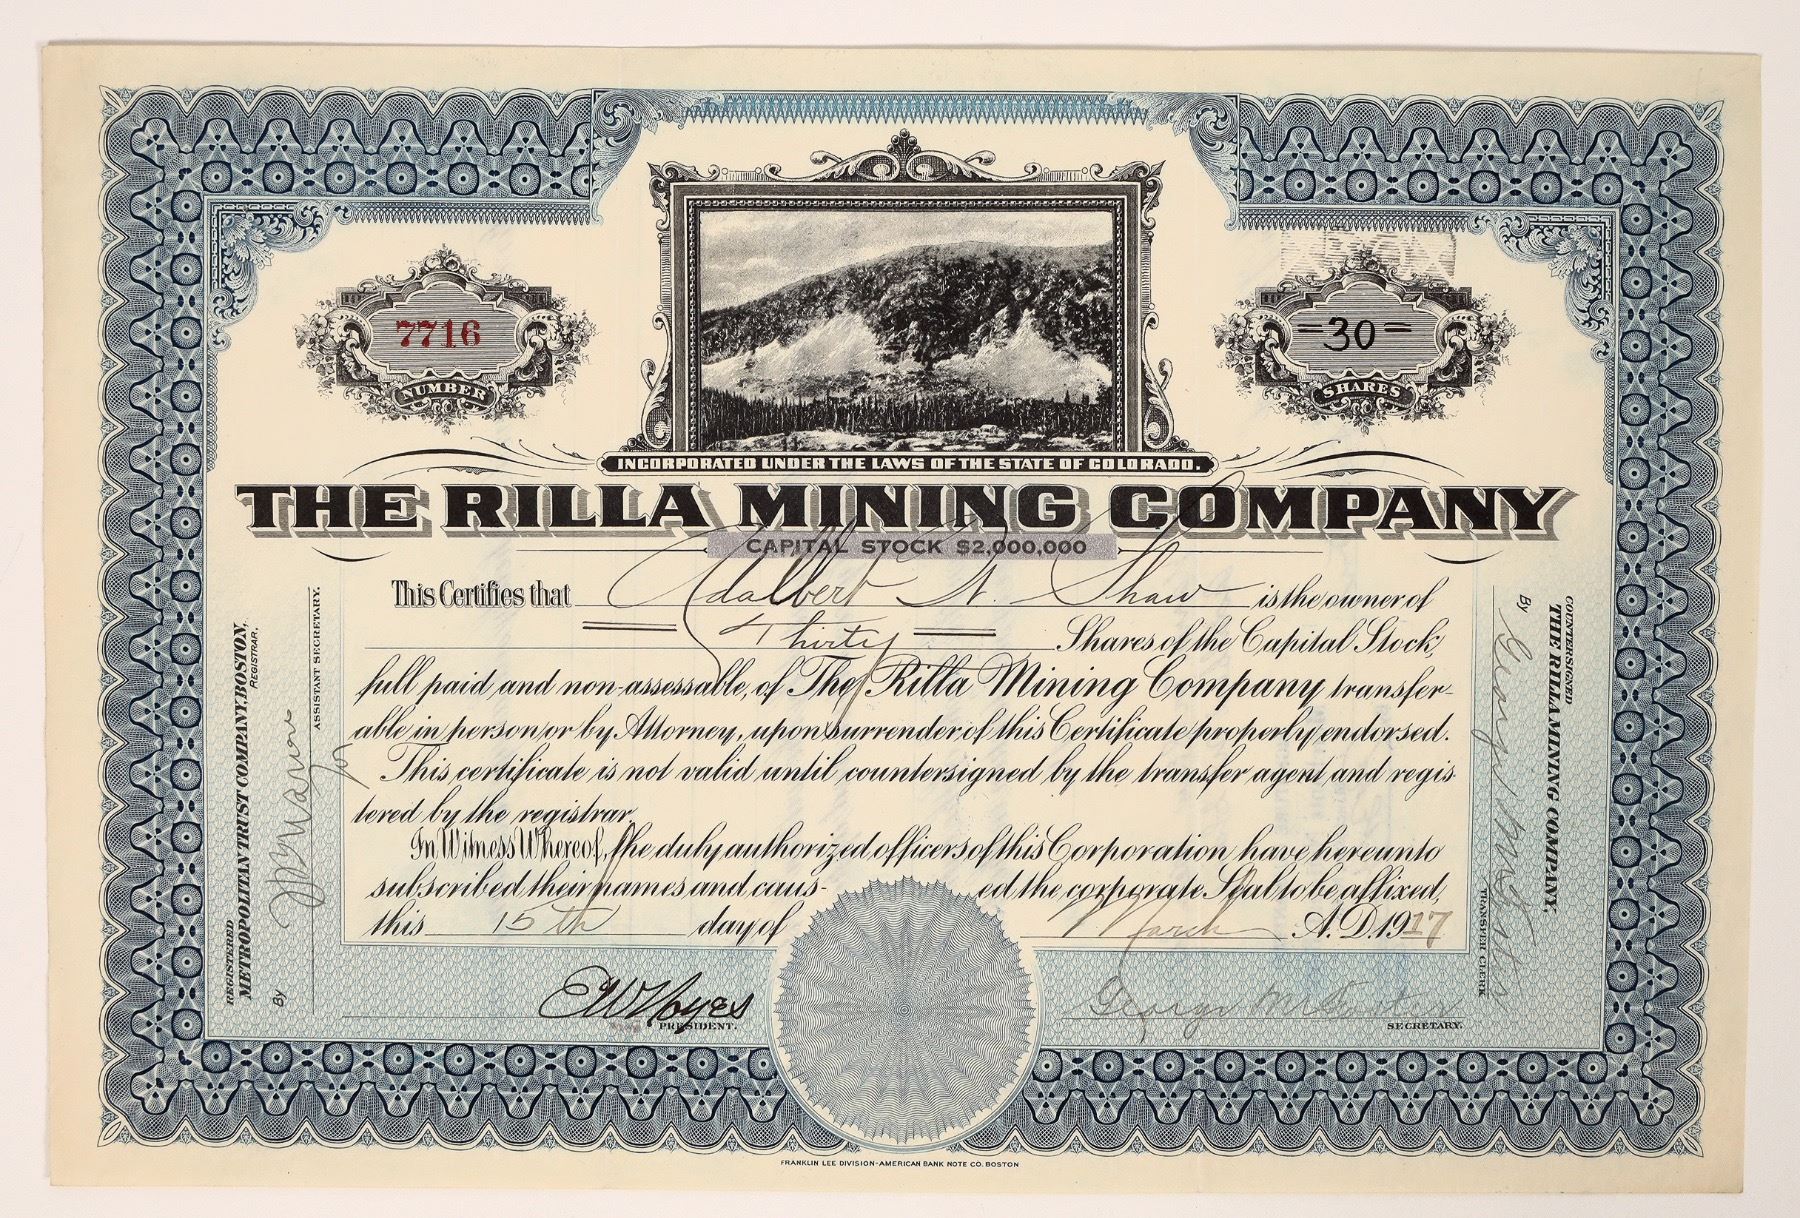 7716
NUMBER
=30=
SHARES
INCORPORATED UNDER THE LAWS OF THE STATE OF COLORADO.
THE RILLA MINING COMPANY
CAPITAL STOCK $2,000,000
This Certifies that Adalbert N. Shaw is the owner of
Thirty Shares of the Capital Stock,
full paid and non-assessable, of The Rilla Mining Company transfer-
able in person or by Attorney, upon surrender of this Certificate properly endorsed.
This certificate is not valid until countersigned by the transfer agent and regis
tered by the registrar.
In Witness Whereof, the duly authorized officers of this Corporation have hereunto
subscribed their names and caus- ed the corporate Seal to be affixed,
this 15th day of March A.D. 1917
E W Noyes
PRESIDENT.
George
SECRETARY.
REGISTERED
METROPOLITAN TRUST COMPANY, BOSTON,
REGISTRAR.
By
ASSISTANT SECRETARY.
COUNTERSIGNED
THE RILLA MINING COMPANY.
By George
TRANSFER CLERK
FRANKLIN LEE DIVISION-AMERICAN BANK NOTE CO. BOSTON